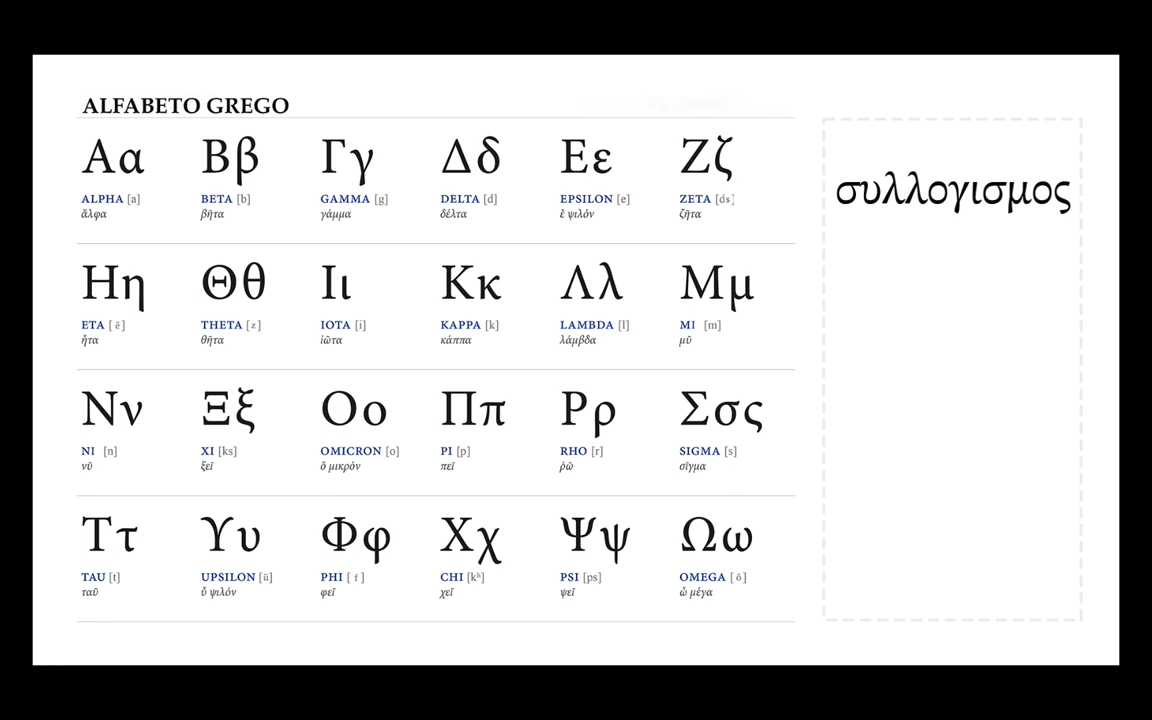 ALFABETO GREGO
Αα Ββ Γγ Δδ Εε Ζζ
ALPHA [a] BETA [b] GAMMA [g] DELTA [d] EPSILON [e] ZETA [ds]
ἄλφα βῆτα γάμμα δέλτα ἒ ψιλόν ζῆτα
συλλογισμος
Ηη Θθ Ιι Κκ Λλ Μμ
ETA [ê] THETA [z] IOTA [i] KAPPA [k] LAMBDA [l] MI [m]
ἦτα θῆτα ἰῶτα κάππα λάμβδα μῦ
Νν Ξξ Οο Ππ Ρρ Σσς
NI [n] XI [ks] OMICRON [o] PI [p] RHO [r] SIGMA [s]
νῦ ξεῖ ὂ μικρόν πεῖ ῥῶ σῖγμα
Ττ Υυ Φφ Χχ Ψψ Ωω
TAU [t] UPSILON [ü] PHI [f] CHI [kʰ] PSI [ps] OMEGA [ô]
ταῦ ὖ ψιλόν φεῖ χεῖ ψεῖ ὦ μέγα